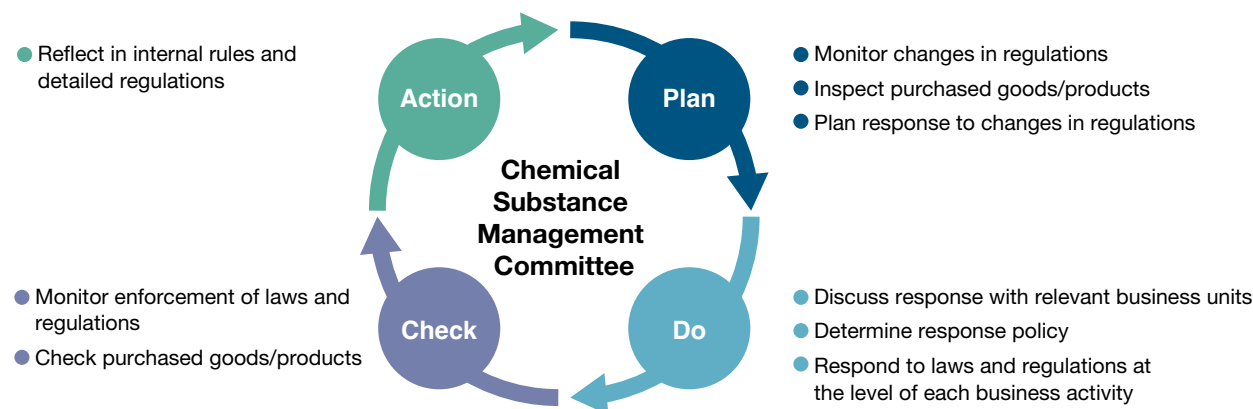 Action
Reflect in internal rules and
detailed regulations
Plan
Monitor changes in regulations
Inspect purchased goods/products
Plan response to changes in regulations
Chemical
Substance
Management
Committee
Check
Monitor enforcement of laws and
regulations
Check purchased goods/products
Do
Discuss response with relevant business units
Determine response policy
Respond to laws and regulations at
the level of each business activity